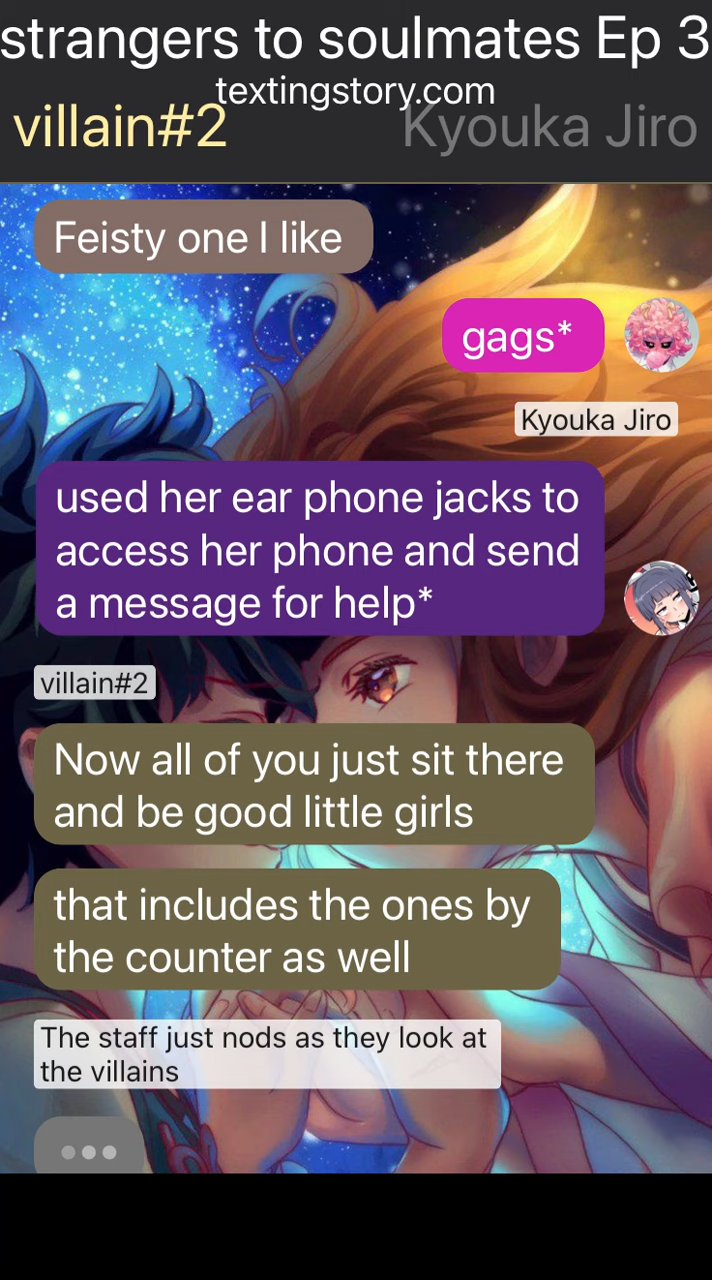 strangers to soulmates Ep 3
textingstory.com
villain#2 Kyouka Jiro
Feisty one I like
gags*
Kyouka Jiro
used her ear phone jacks to
access her phone and send
a message for help*
villain#2
Now all of you just sit there
and be good little girls
that includes the ones by
the counter as well
The staff just nods as they look at
the villains